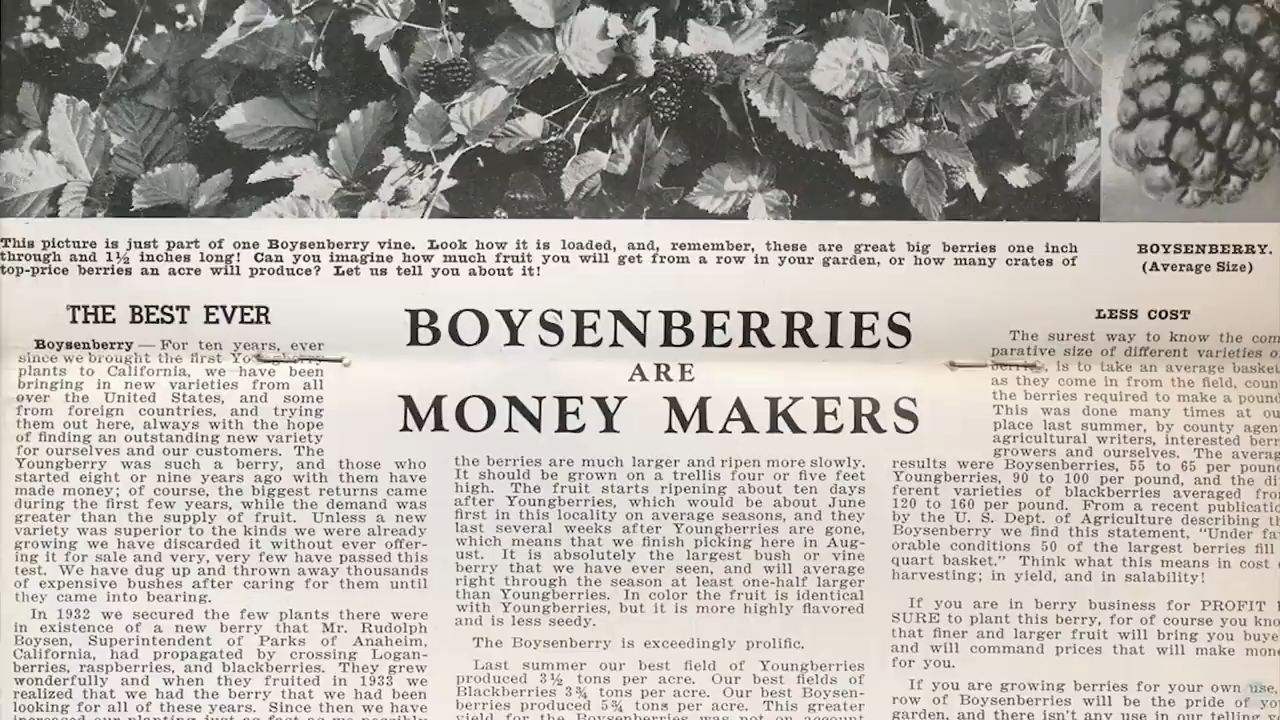 This picture is just part of one Boysenberry vine. Look how it is loaded, and, remember, these are great big berries one inch
through and 1½ inches long! Can you imagine how much fruit you will get from a row in your garden, or how many crates of
top-price berries an acre will produce? Let us tell you about it!
BOYSENBERRY.
(Average Size)
THE BEST EVER
Boysenberry — For ten years, ever
since we brought the first
plants to California, we have been
bringing in new varieties from all
over the United States, and some
from foreign countries, and trying
them out here, always with the hope
of finding an outstanding new variety
for ourselves and our customers. The
Youngberry was such a berry, and those who
started eight or nine years ago with them have
made money; of course, the biggest returns came
during the first few years, while the demand was
greater than the supply of fruit. Unless a new
variety was superior to the kinds we were already
growing we have discarded it without ever offer-
ing it for sale and very, very few have passed this
test. We have dug up and thrown away thousands
of expensive bushes after caring for them until
they came into bearing.
In 1932 we secured the few plants there were
in existence of a new berry that Mr. Rudolph
Boysen, Superintendent of Parks of Anaheim,
California, had propagated by crossing Logan-
berries, raspberries, and blackberries. They grew
wonderfully and when they fruited in 1933 we
realized that we had the berry that we had been
looking for all of these years. Since then we have
BOYSENBERRIES
ARE
MONEY MAKERS
the berries are much larger and ripen more slowly.
It should be grown on a trellis four or five feet
high. The fruit starts ripening about ten days
after Youngberries, which would be about June
first in this locality on average seasons, and they
last several weeks after Youngberries are gone,
which means that we finish picking here in Aug-
ust. It is absolutely the largest bush or vine
berry that we have ever seen, and will average
right through the season at least one-half larger
than Youngberries. In color the fruit is identical
with Youngberries, but it is more highly flavored
and is less seedy.
The Boysenberry is exceedingly prolific.
Last summer our best field of Youngberries
produced 3½ tons per acre. Our best fields of
Blackberries 3¾ tons per acre. Our best Boysen-
berries produced 5¾ tons per acre. This greater
yield for the Boysenberry was not on account
LESS COST
The surest way to know the com
parative size of different varieties o
is to take an average basket
as they come in from the field, coun
the berries required to make a pound
This was done many times at ou
place last summer, by county agen
agricultural writers, interested berr
growers and ourselves. The averag
results were Boysenberries, 55 to 65 per pound
Youngberries, 90 to 100 per pound, and the dif
ferent varieties of blackberries averaged fro
120 to 160 per pound. From a recent publicatio
by the U. S. Dept. of Agriculture describing th
Boysenberry we find this statement, "Under fav
orable conditions 50 of the largest berries fill
quart basket." Think what this means in cost
harvesting; in yield, and in salability!
If you are in berry business for PROFIT
SURE to plant this berry, for of course you kno
that finer and larger fruit will bring you buye
and will command prices that will make mone
for you.
If you are growing berries for your own use,
row of Boysenberries will be the pride of yo
garden, and there isn't any use in